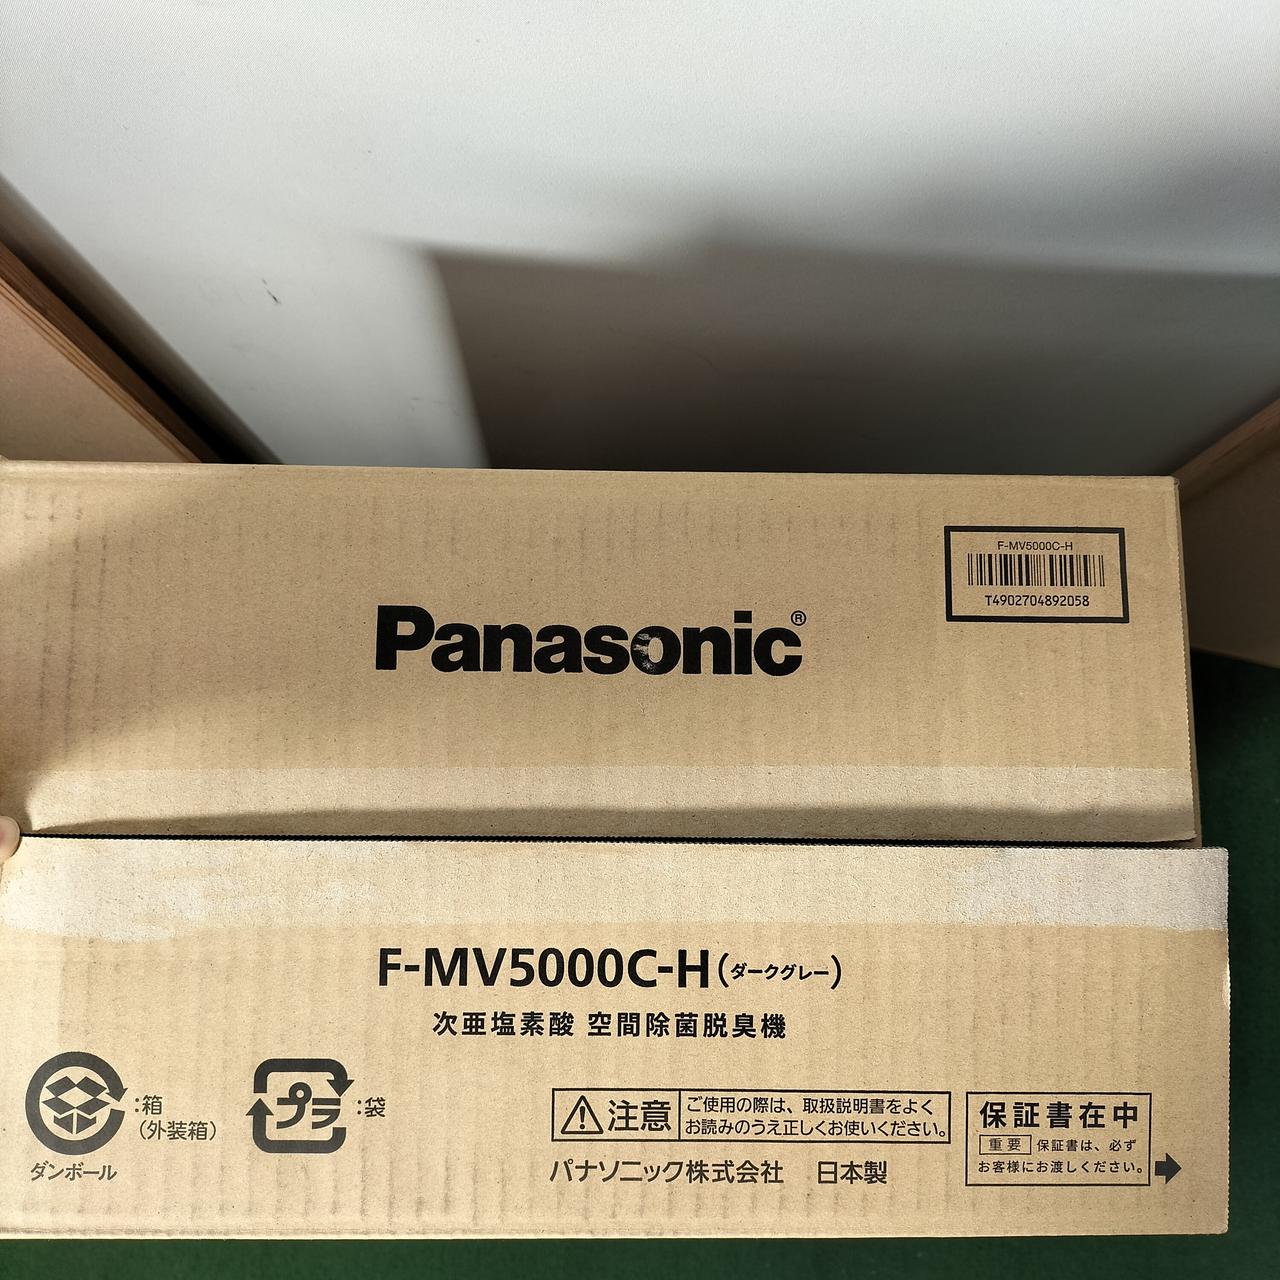 F-MV5000C-H
T4902704892058
Panasonic®
F-MV5000C-H(ダークグレー)
次亜塩素酸 空間除菌脱臭機
:箱
(外装箱)
ダンボール
プラ
:袋
注意
ご使用の際は、取扱説明書をよく
お読みのうえ正しくお使いください。
パナソニック株式会社 日本製
保証書在中
重要 保証書は、必ず
お客様にお渡しください。